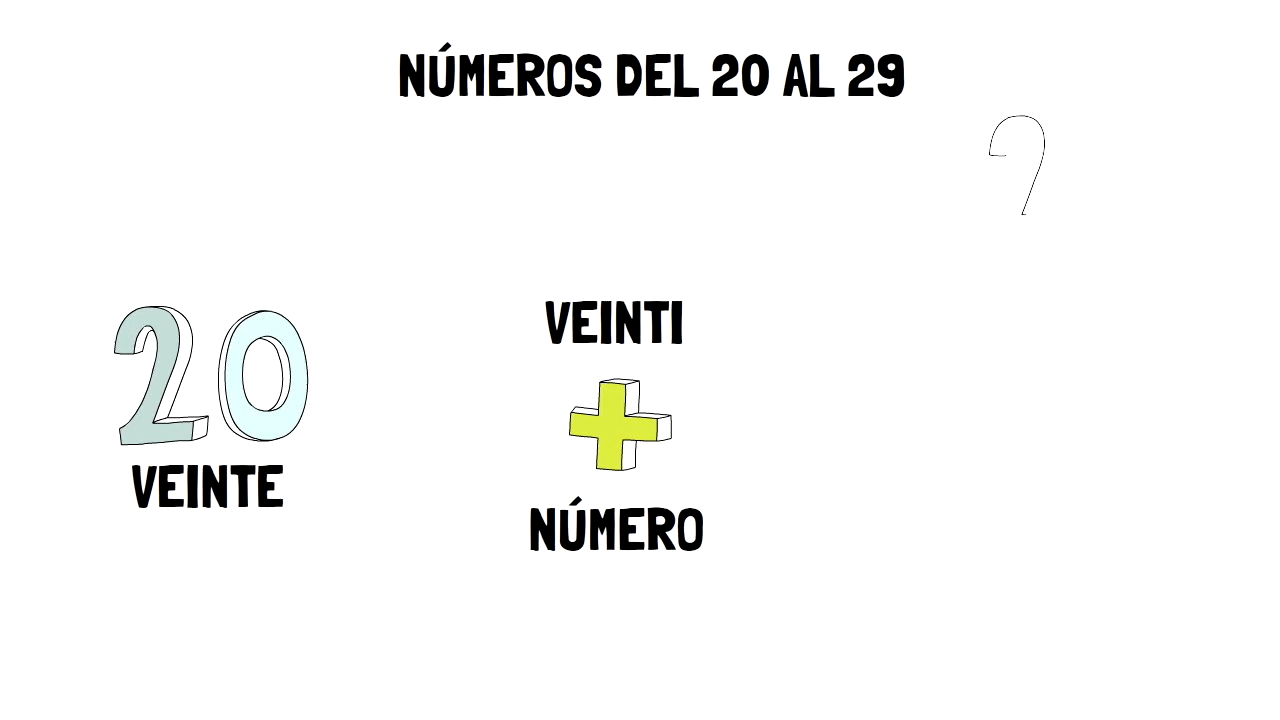 NÚMEROS DEL 20 AL 29
20
VEINTE
VEINTI
+
NÚMERO